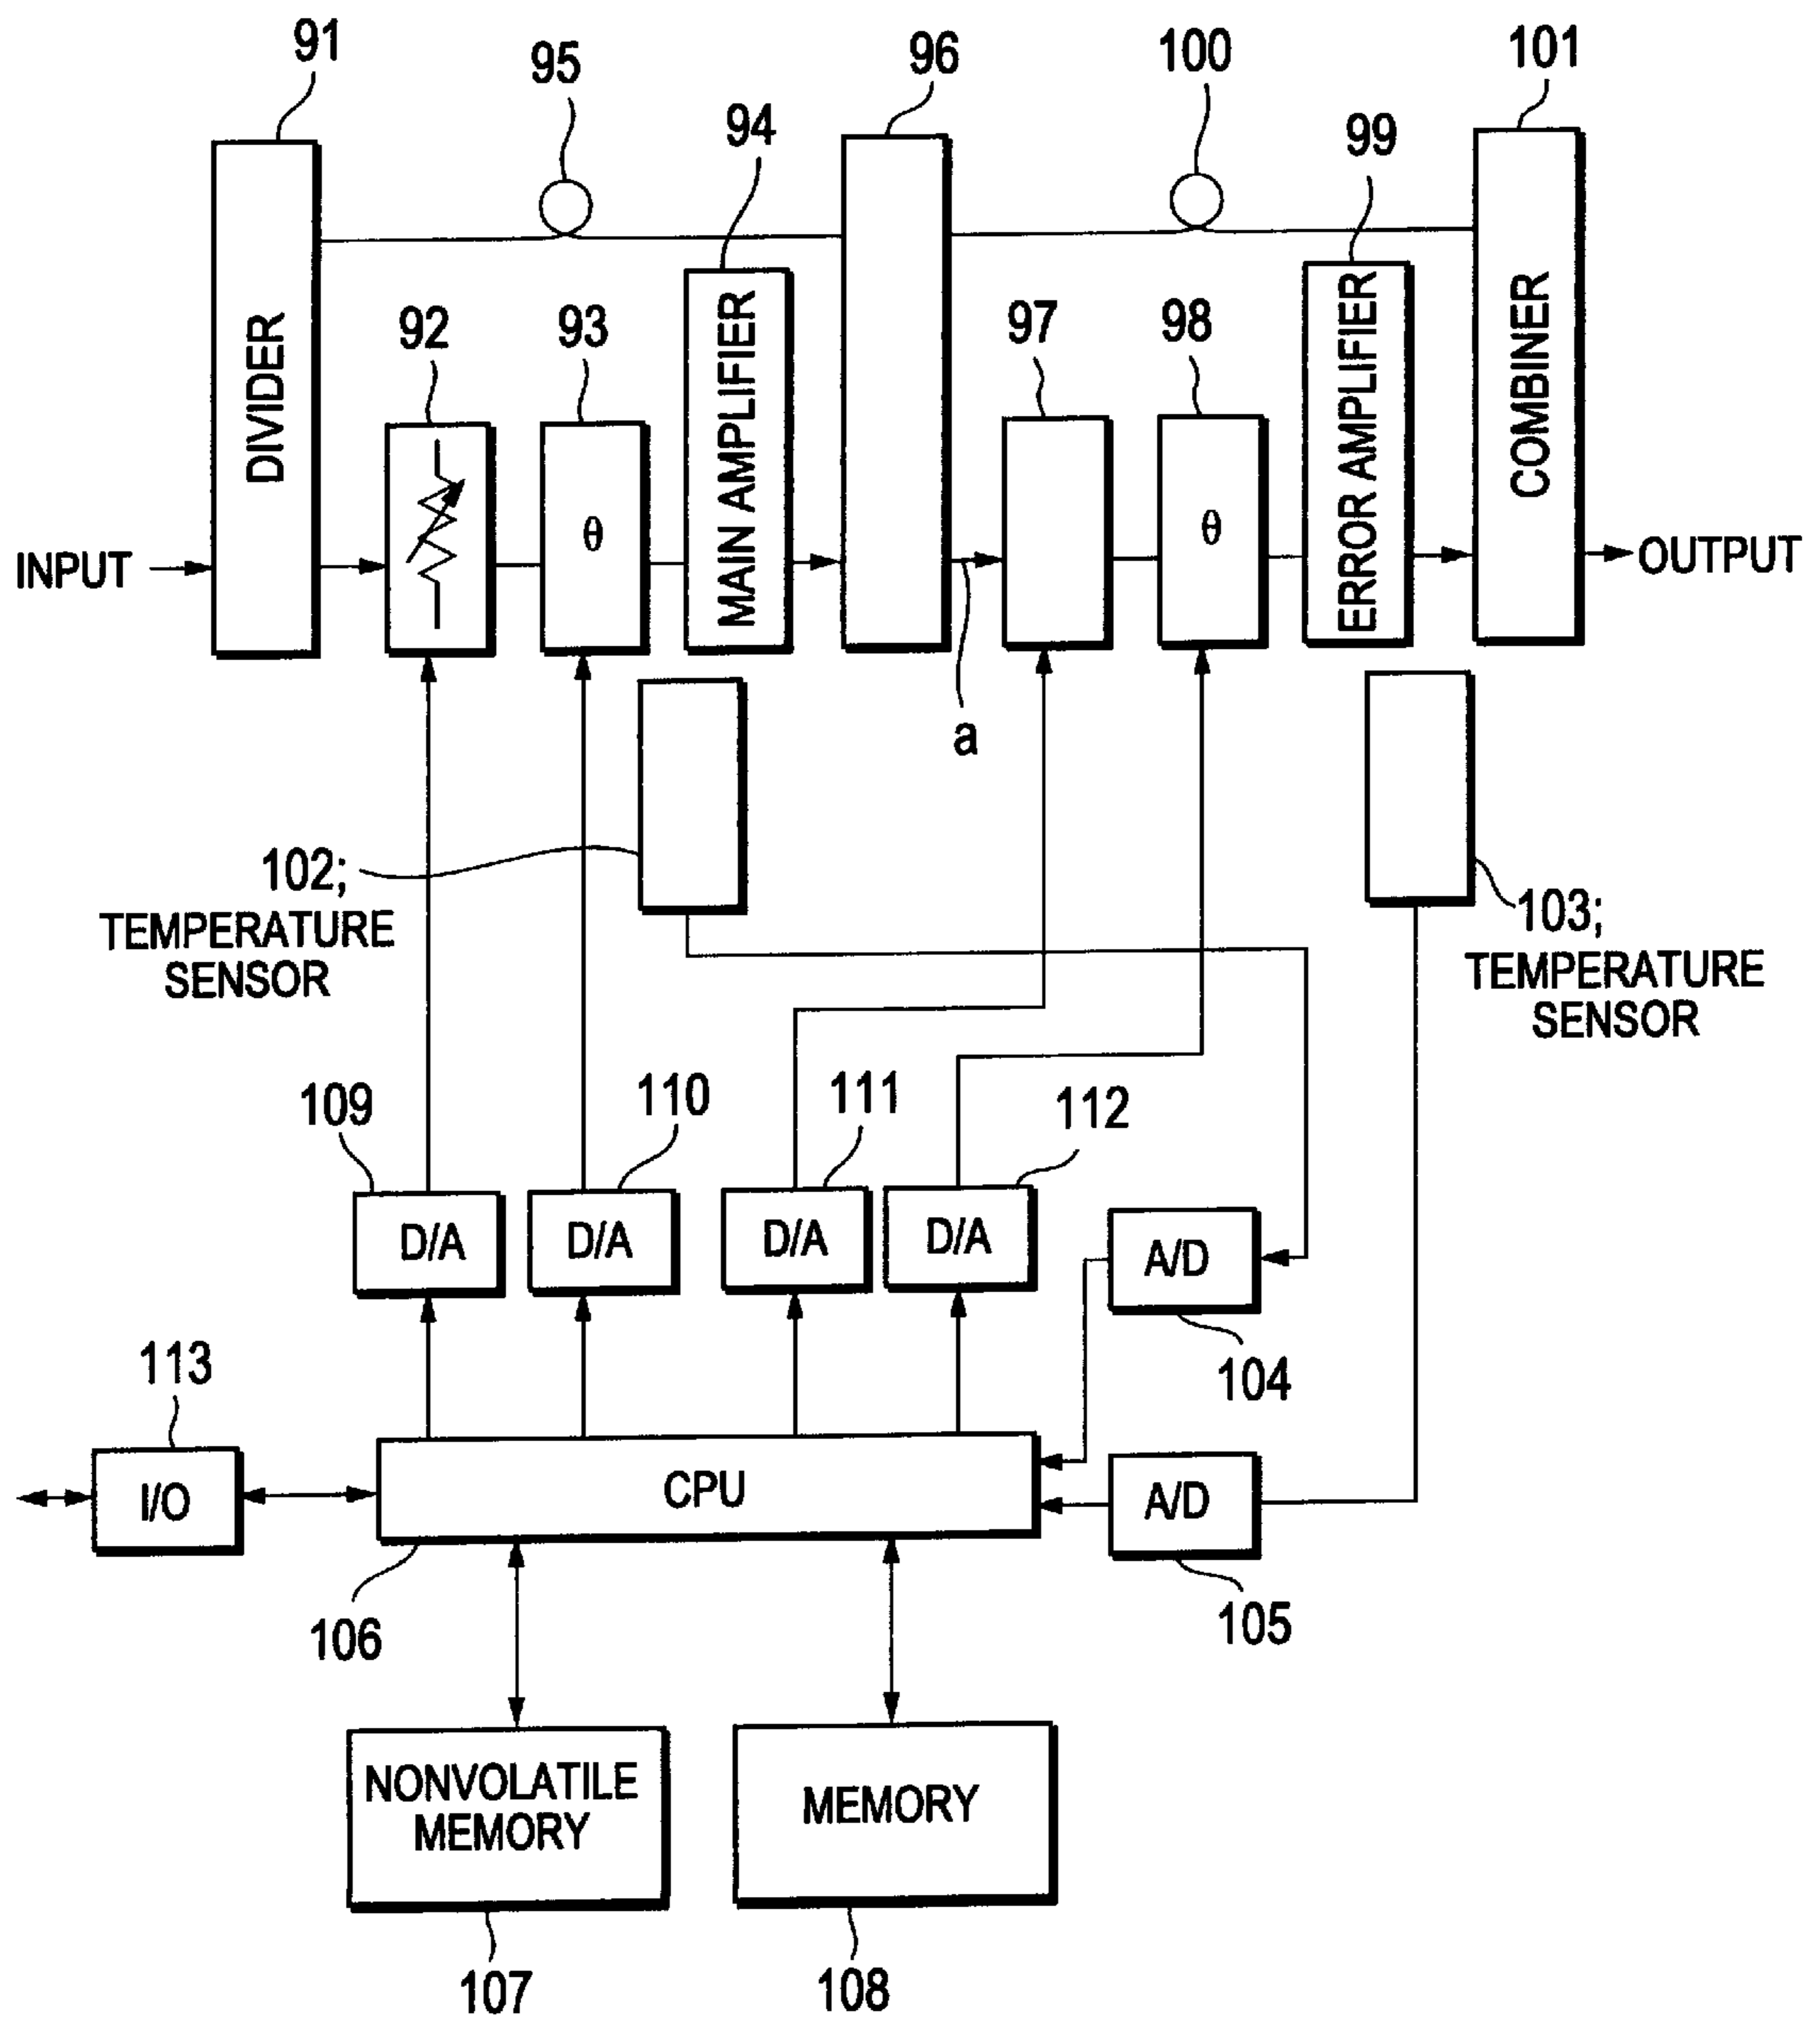 91
95
96
100
101
94
99
92
93
97
98
DIVIDER
θ
MAIN AMPLIFIER
θ
ERROR AMPLIFIER
COMBINER
INPUT
OUTPUT
a
102;
TEMPERATURE
SENSOR
103;
TEMPERATURE
SENSOR
109
110
111
112
D/A
D/A
D/A
D/A
A/D
104
113
I/O
CPU
A/D
106
105
NONVOLATILE
MEMORY
MEMORY
107
108